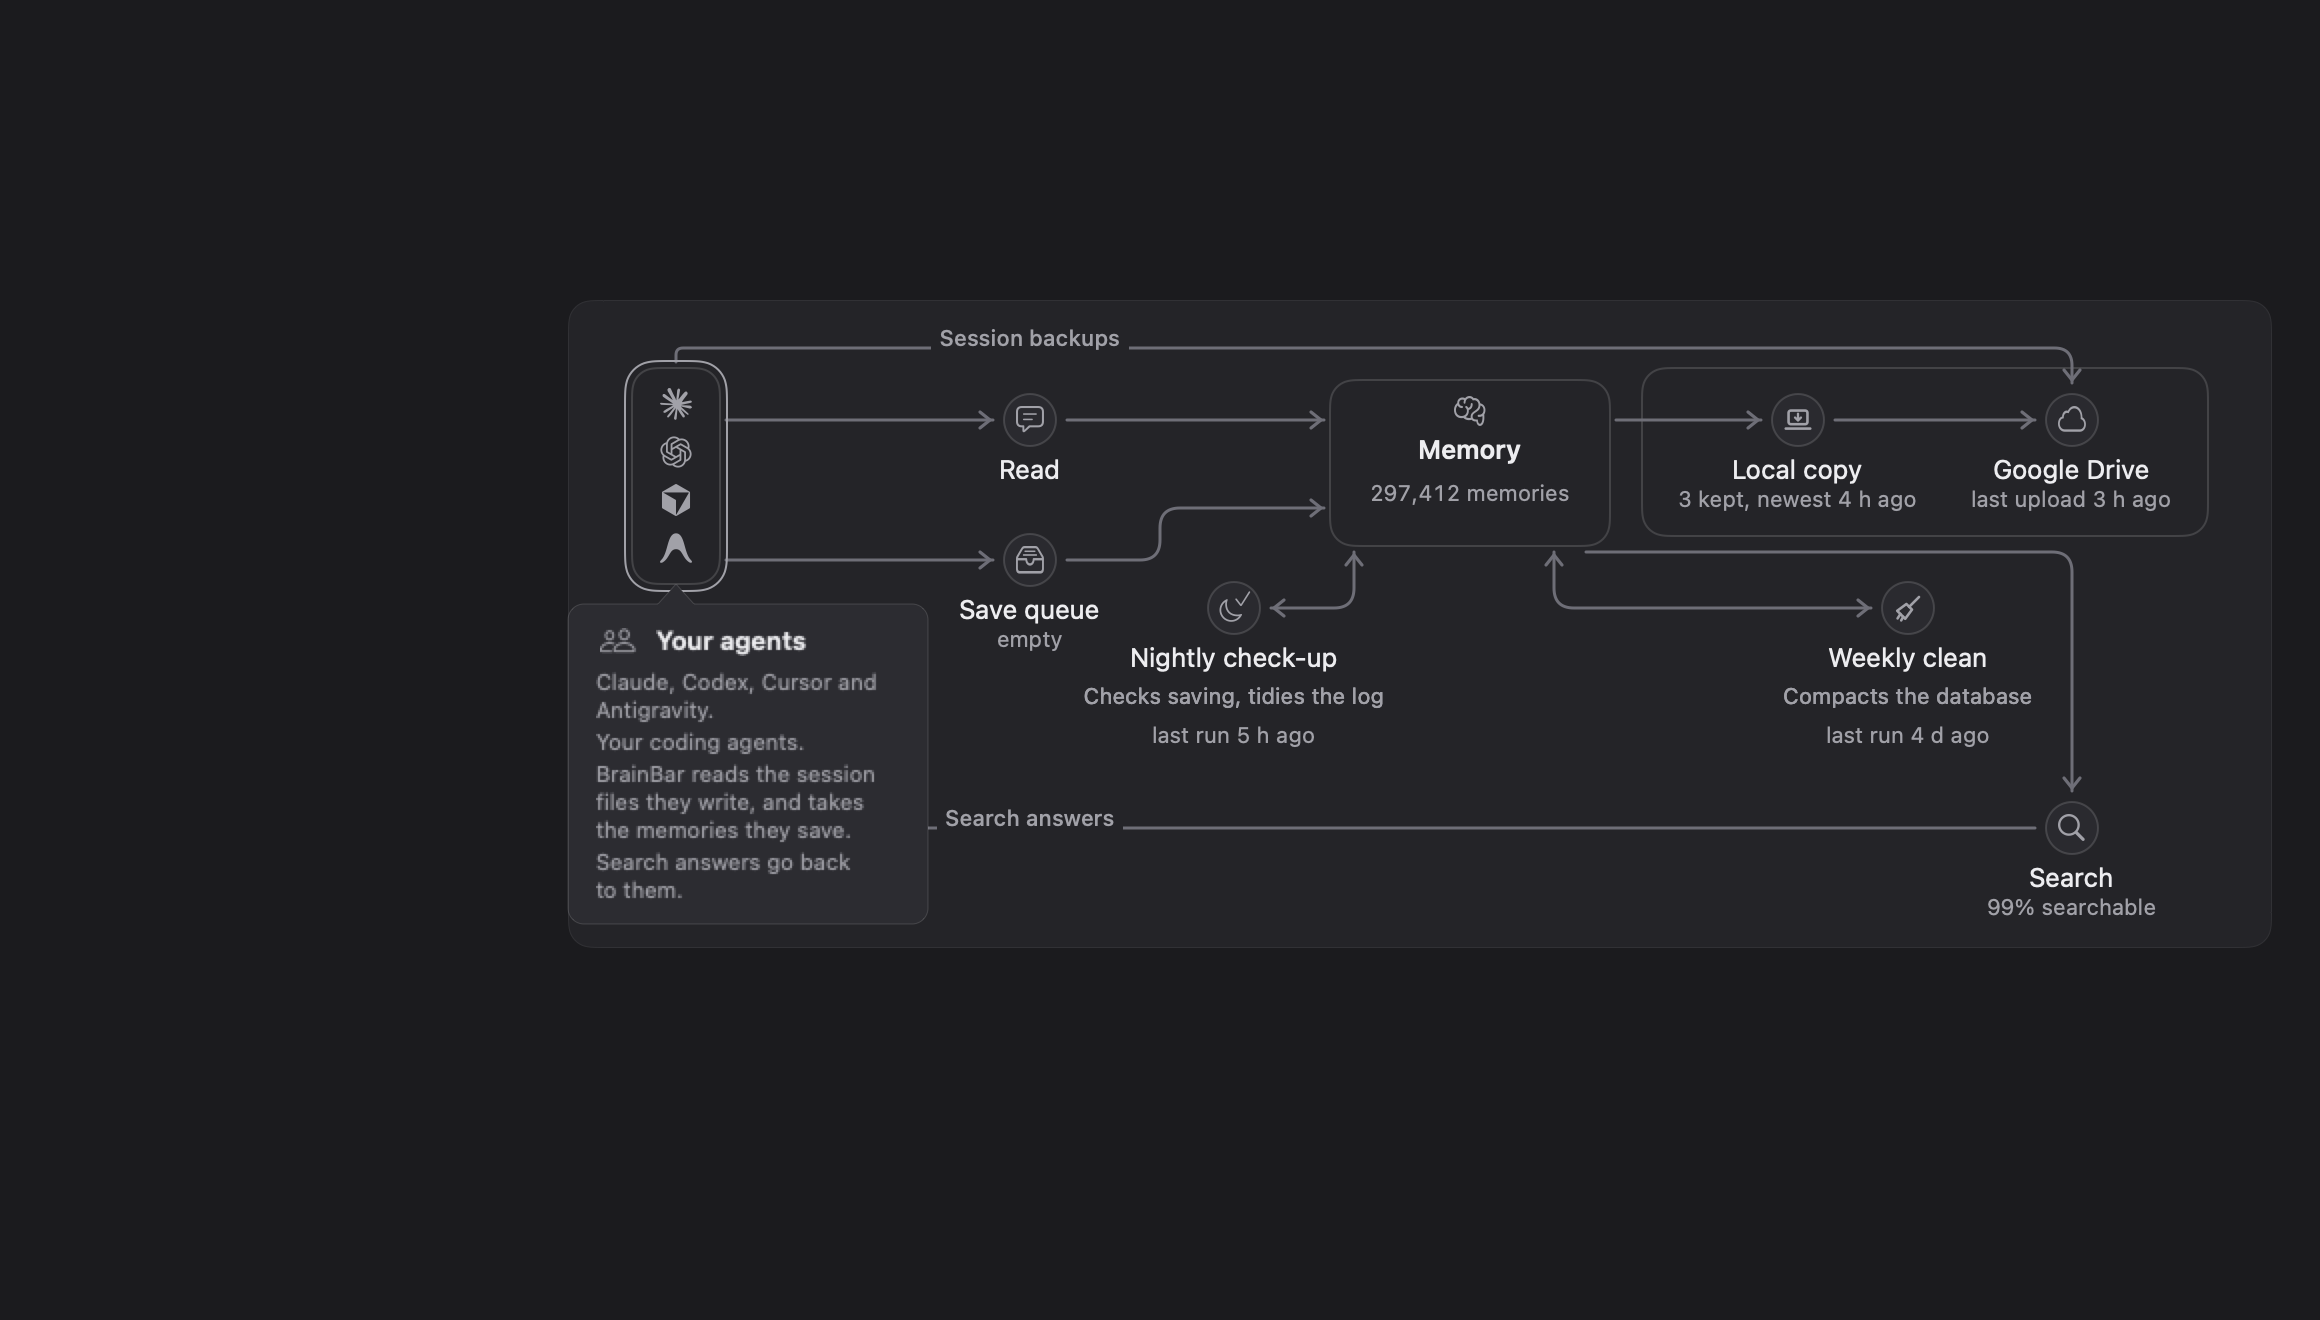 Session backups
Read
Memory
297,412 memories
Local copy
3 kept, newest 4 h ago
Google Drive
last upload 3 h ago
Save queue
empty
Your agents
Claude, Codex, Cursor and
Antigravity.
Your coding agents.
BrainBar reads the session
files they write, and takes
the memories they save.
Search answers go back
to them.
Nightly check-up
Checks saving, tidies the log
last run 5 h ago
Weekly clean
Compacts the database
last run 4 d ago
Search answers
Search
99% searchable